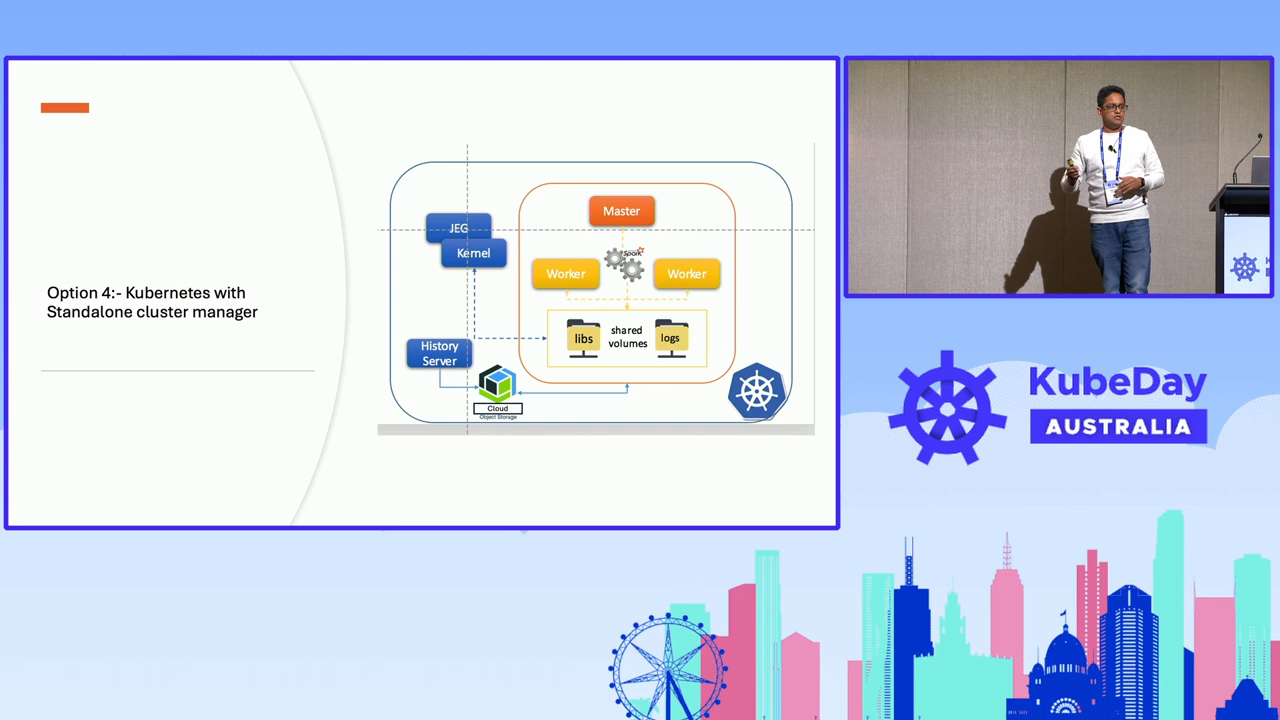 Option 4:- Kubernetes with
Standalone cluster manager
JEG
Kernel
Master
Spark
Worker
Worker
libs
shared
volumes
logs
History
Server
Cloud
Object Storage
KubeDay
AUSTRALIA